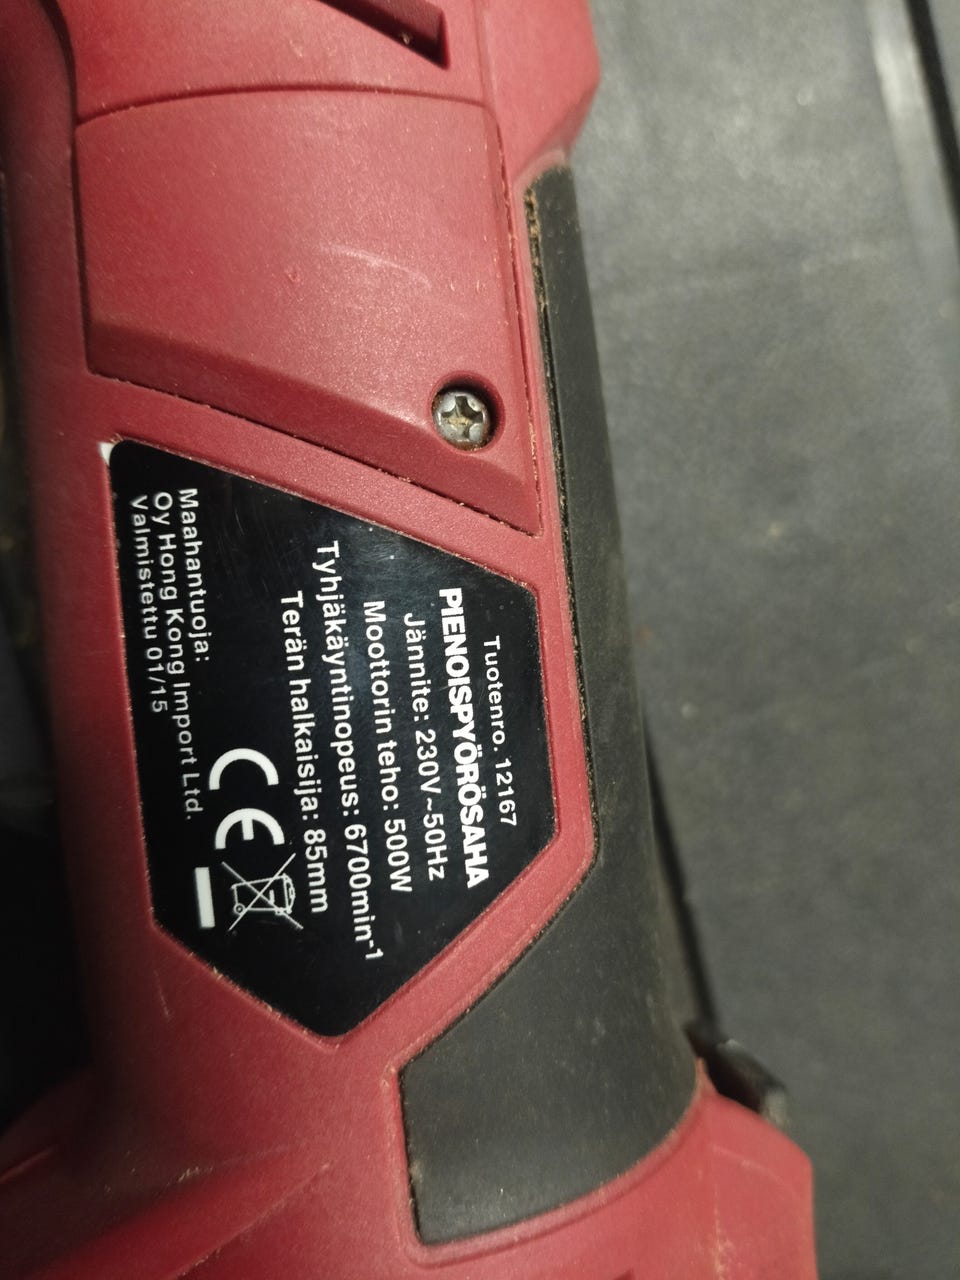 Tuotenro. 12167
PIENOISPYÖRÖSAHA
Jännite: 230V~50Hz
Moottorin teho: 500W
Tyhjäkäyntinopeus: 6700min⁻¹
Terän halkaisija: 85mm
CE
Maahantuoja:
Oy Hong Kong Import Ltd.
Valmistettu 01/15